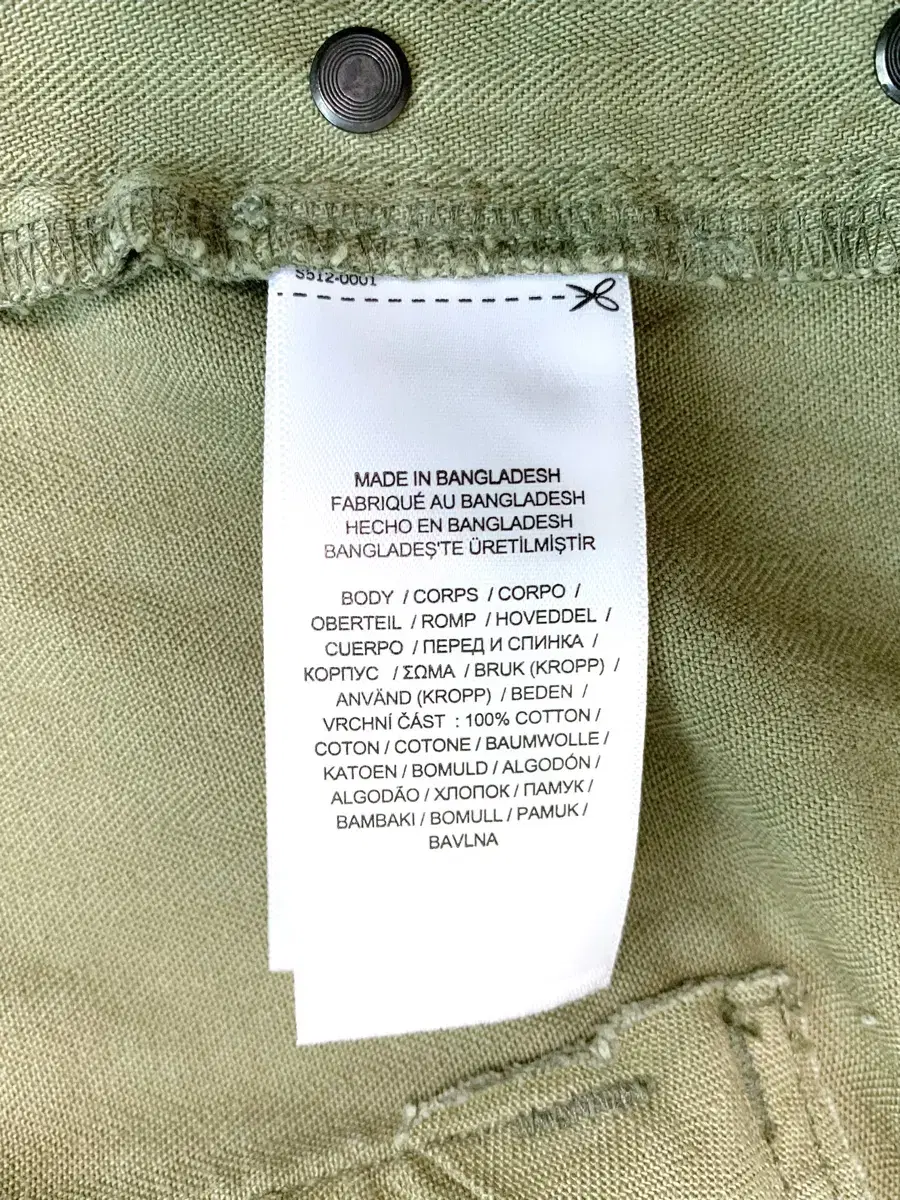 S512-0001
MADE IN BANGLADESH
FABRIQUÉ AU BANGLADESH
HECHO EN BANGLADESH
BANGLADEŞ'TE ÜRETİLMİŞTİR
BODY / CORPS / CORPO /
OBERTEIL / ROMP / HOVEDDEL /
CUERPO / ПЕРЕД И СПИНКА /
КОРПУС / ΣΩΜΑ / BRUK (KROPP) /
ANVÄND (KROPP) / BEDEN /
VRCHNÍ ČÁST : 100% COTTON /
COTON / COTONE / BAUMWOLLE /
KATOEN / BOMULD / ALGODÓN /
ALGODÃO / ХЛОПОК / ПАМУК /
BAMBAKI / BOMULL / PAMUK /
BAVLNA